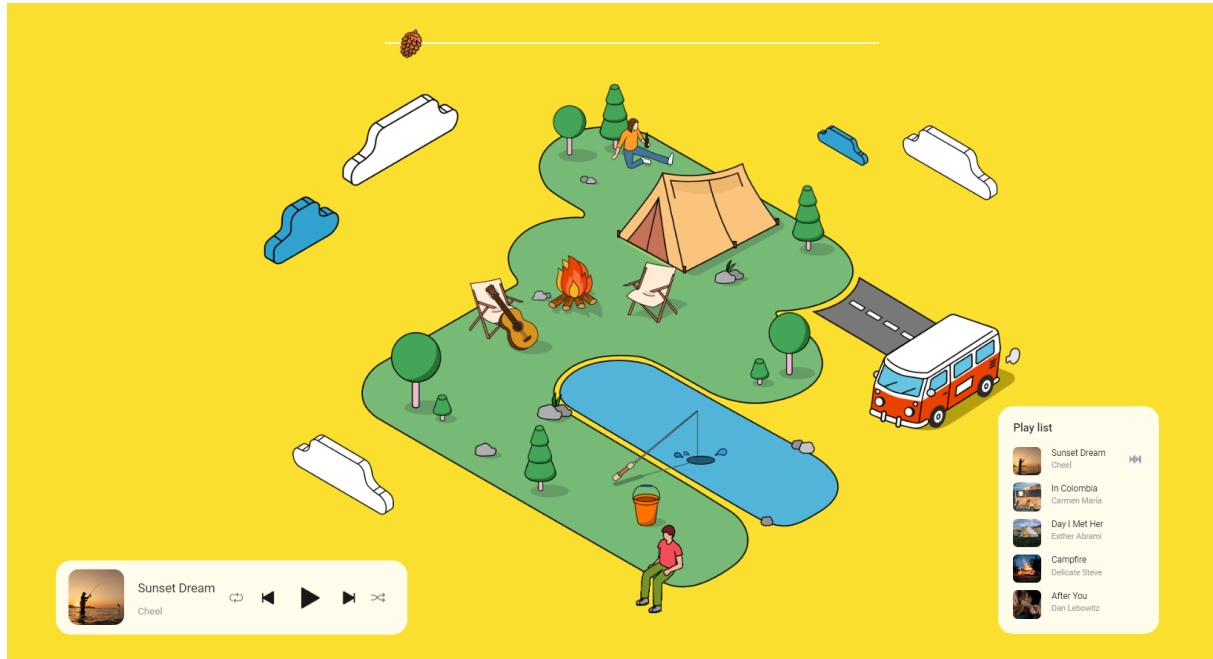 Sunset Dream
Cheel
Play list
Sunset Dream
Cheel
In Colombia
Carmen María
Day I Met Her
Esther Abrami
Campfire
Delicate Steve
After You
Dan Lebowitz